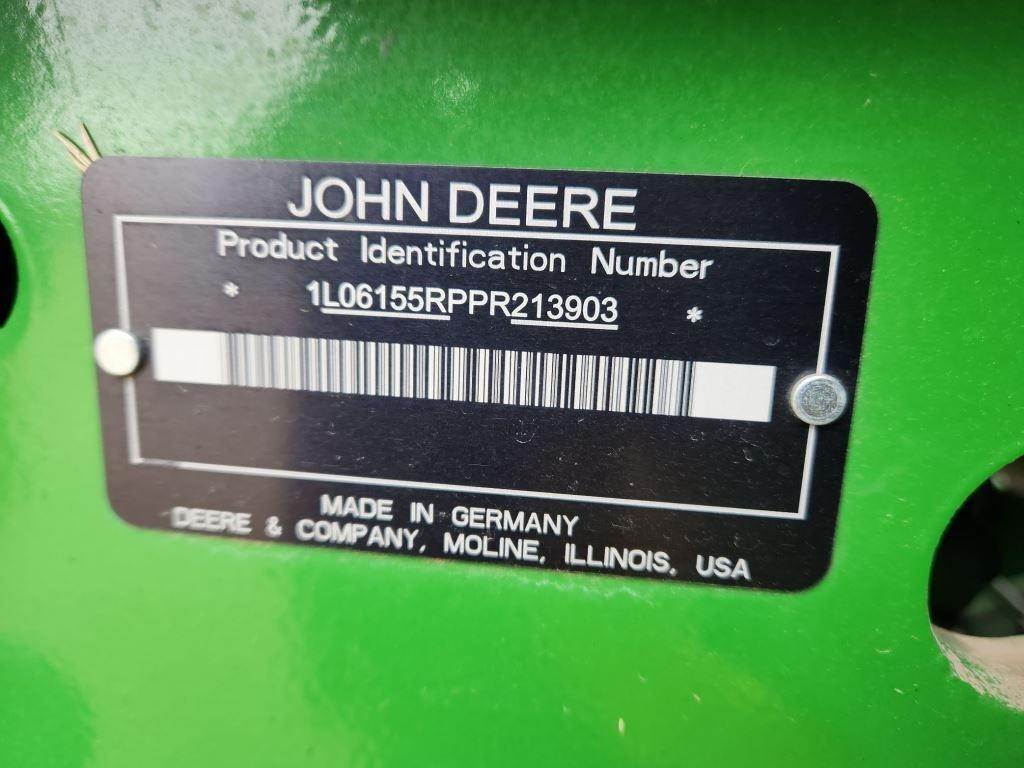 JOHN DEERE
Product Identification Number
* 1L06155RPPR213903 *
MADE IN GERMANY
DEERE & COMPANY, MOLINE, ILLINOIS, USA